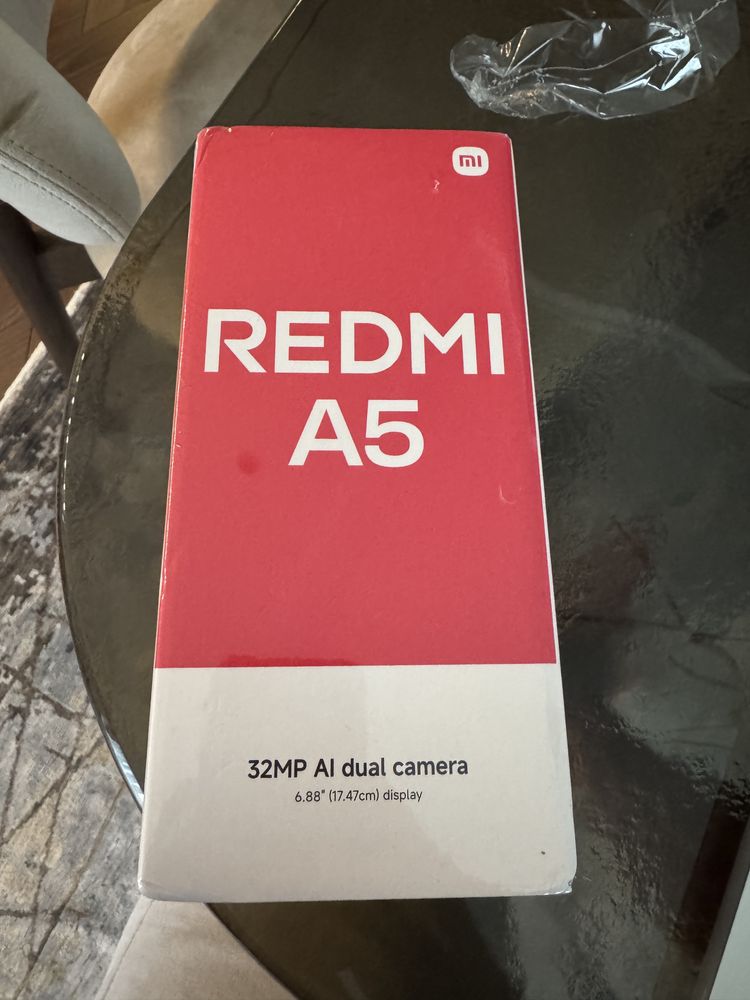 mi
REDMI
A5
32MP AI dual camera
6.88" (17.47cm) display